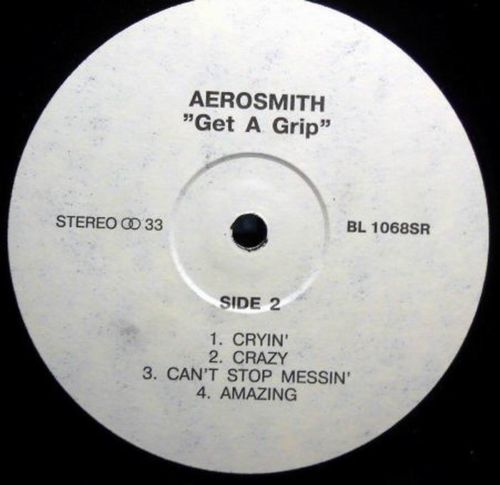 AEROSMITH
”Get A Grip”
STEREO ꝏ 33
BL 1068SR
SIDE 2
1. CRYIN'
2. CRAZY
3. CAN'T STOP MESSIN'
4. AMAZING